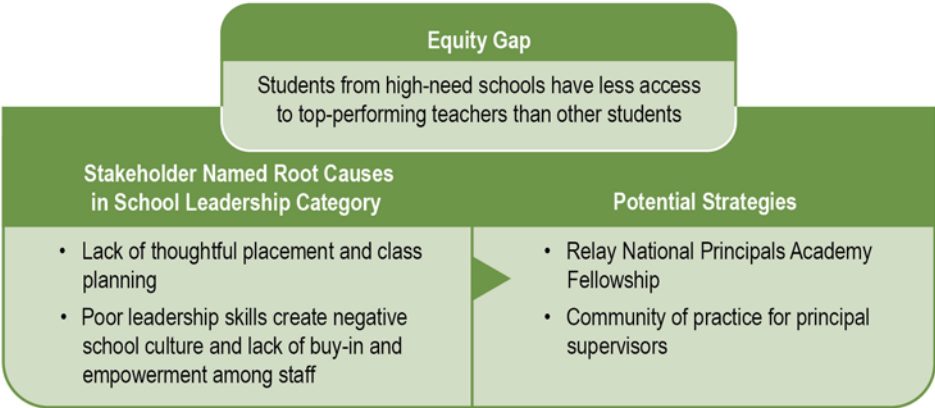 Equity Gap
Students from high-need schools have less access
to top-performing teachers than other students
Stakeholder Named Root Causes
in School Leadership Category
• Lack of thoughtful placement and class
planning
• Poor leadership skills create negative
school culture and lack of buy-in and
empowerment among staff
Potential Strategies
• Relay National Principals Academy
Fellowship
• Community of practice for principal
supervisors